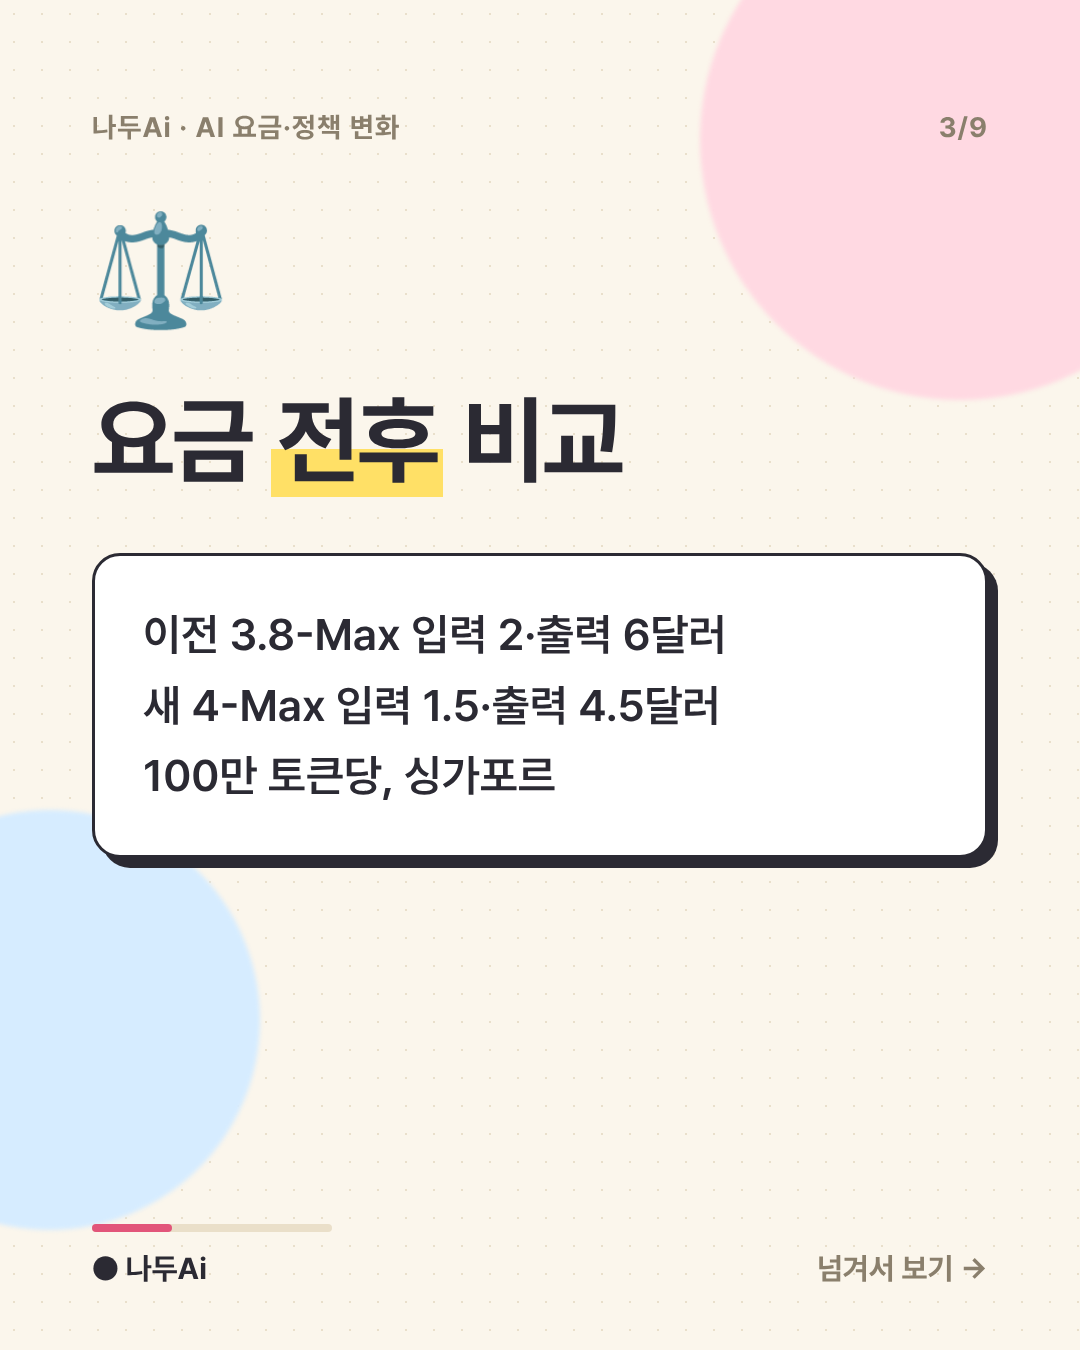 나두Ai · AI 요금·정책 변화
3/9
요금 전후 비교
이전 3.8-Max 입력 2·출력 6달러
새 4-Max 입력 1.5·출력 4.5달러
100만 토큰당, 싱가포르
나두Ai
넘겨서 보기 →